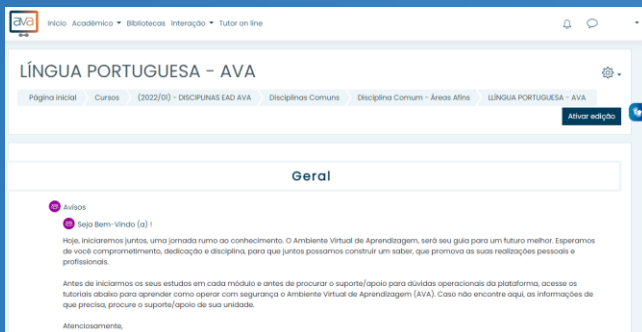 ava
Início Acadêmico Bibliotecas Interação Tutor on line
LÍNGUA PORTUGUESA - AVA
Página inicial Cursos (2022/01) - DISCIPLINAS EAD AVA Disciplinas Comuns Disciplina Comum - Áreas Afins LLÍNGUA PORTUGUESA - AVA
Ativar edição
Geral
Avisos
Seja Bem-Vindo (a) !
Hoje, iniciaremos juntos, uma jornada rumo ao conhecimento. O Ambiente Virtual de Aprendizagem, será seu guia para um futuro melhor. Esperamos
de você comprometimento, dedicação e disciplina, para que juntos possamos construir um saber, que promova as suas realizações pessoais e
profissionais.
Antes de iniciarmos os seus estudos em cada módulo e antes de procurar o suporte/apoio para dúvidas operacionais da plataforma, acesse os
tutoriais abaixo para aprender como operar com segurança o Ambiente Virtual de Aprendizagem (AVA). Caso não encontre aqui, as informações de
que precisa, procure o suporte/apoio de sua unidade.
Atenciosamente,